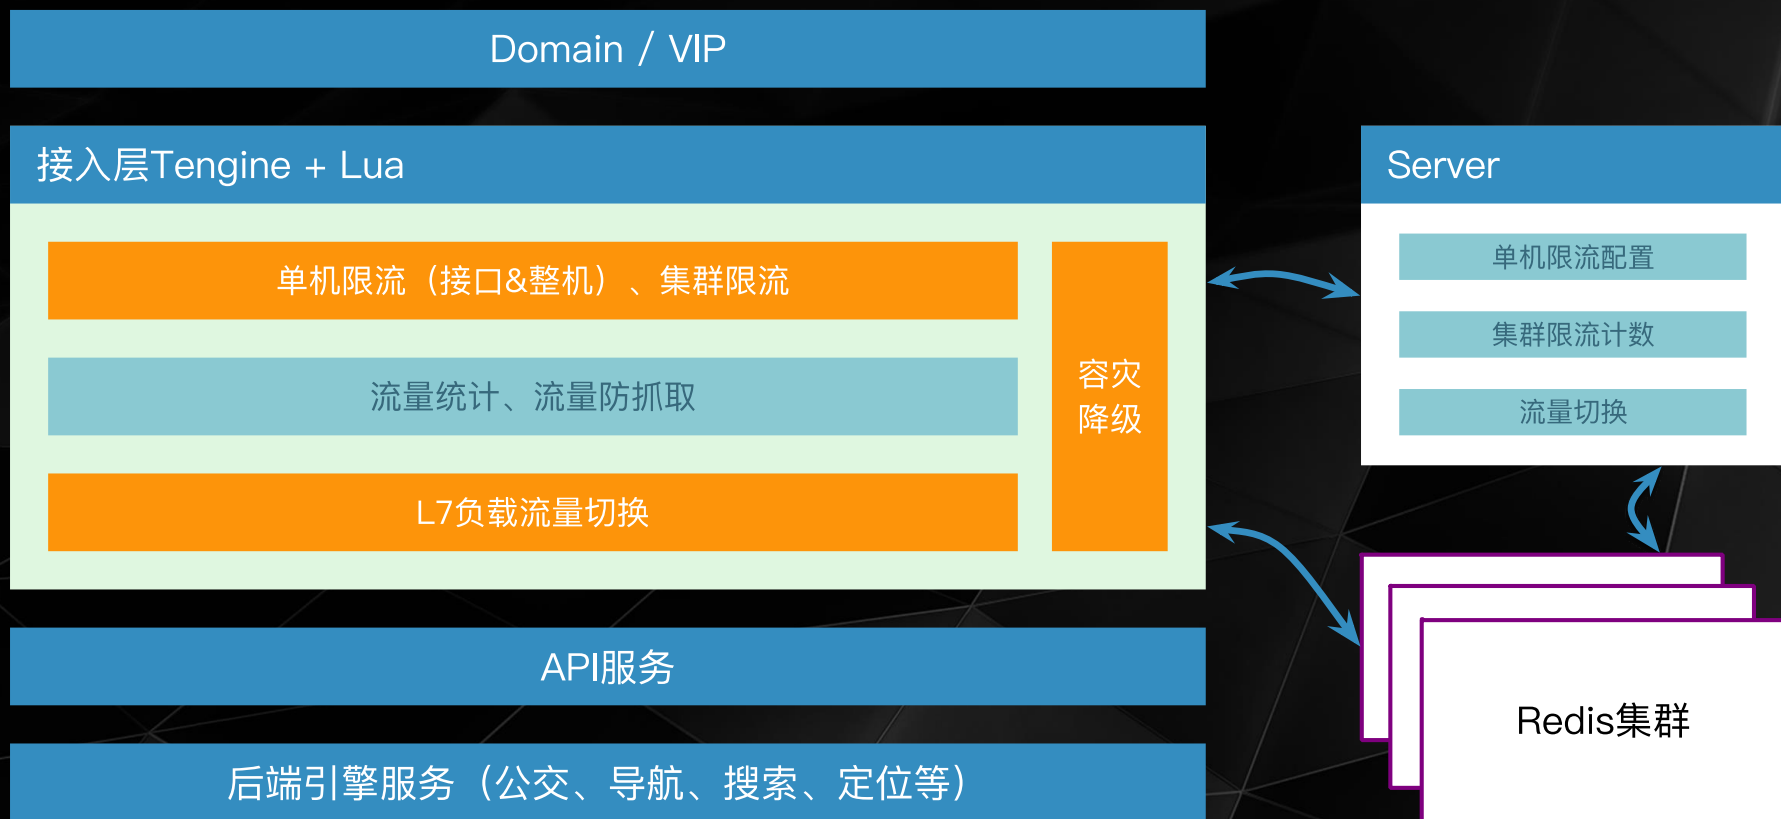 Domain / VIP
接入层Tengine + Lua
单机限流（接口&整机）、集群限流
流量统计、流量防抓取
L7负载流量切换
容灾
降级
API服务
后端引擎服务（公交、导航、搜索、定位等）
Server
单机限流配置
集群限流计数
流量切换
Redis集群